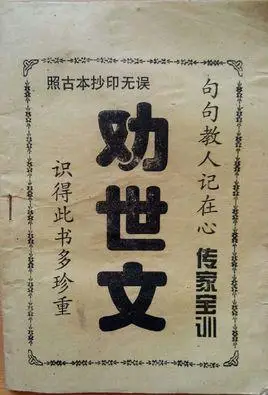 照古本抄印无误
句句教人记在心
传家宝训
劝世文
识得此书多珍重